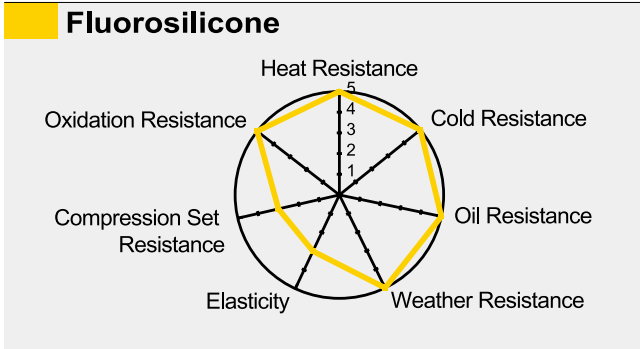 Fluorosilicone
Heat Resistance
5
4
3
2
1
Cold Resistance
Oxidation Resistance
Oil Resistance
Compression Set
Resistance
Elasticity
Weather Resistance